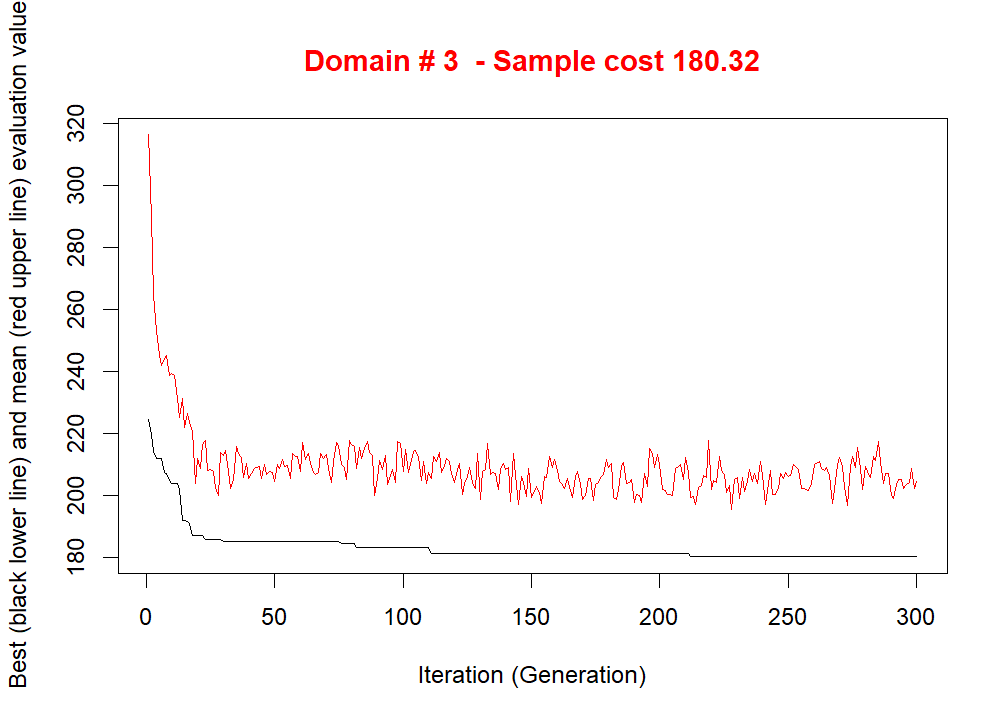 Domain # 3  - Sample cost 180.32
Best (black lower line) and mean (red upper line) evaluation value
320
300
280
260
240
220
200
180
0 50 100 150 200 250 300
Iteration (Generation)